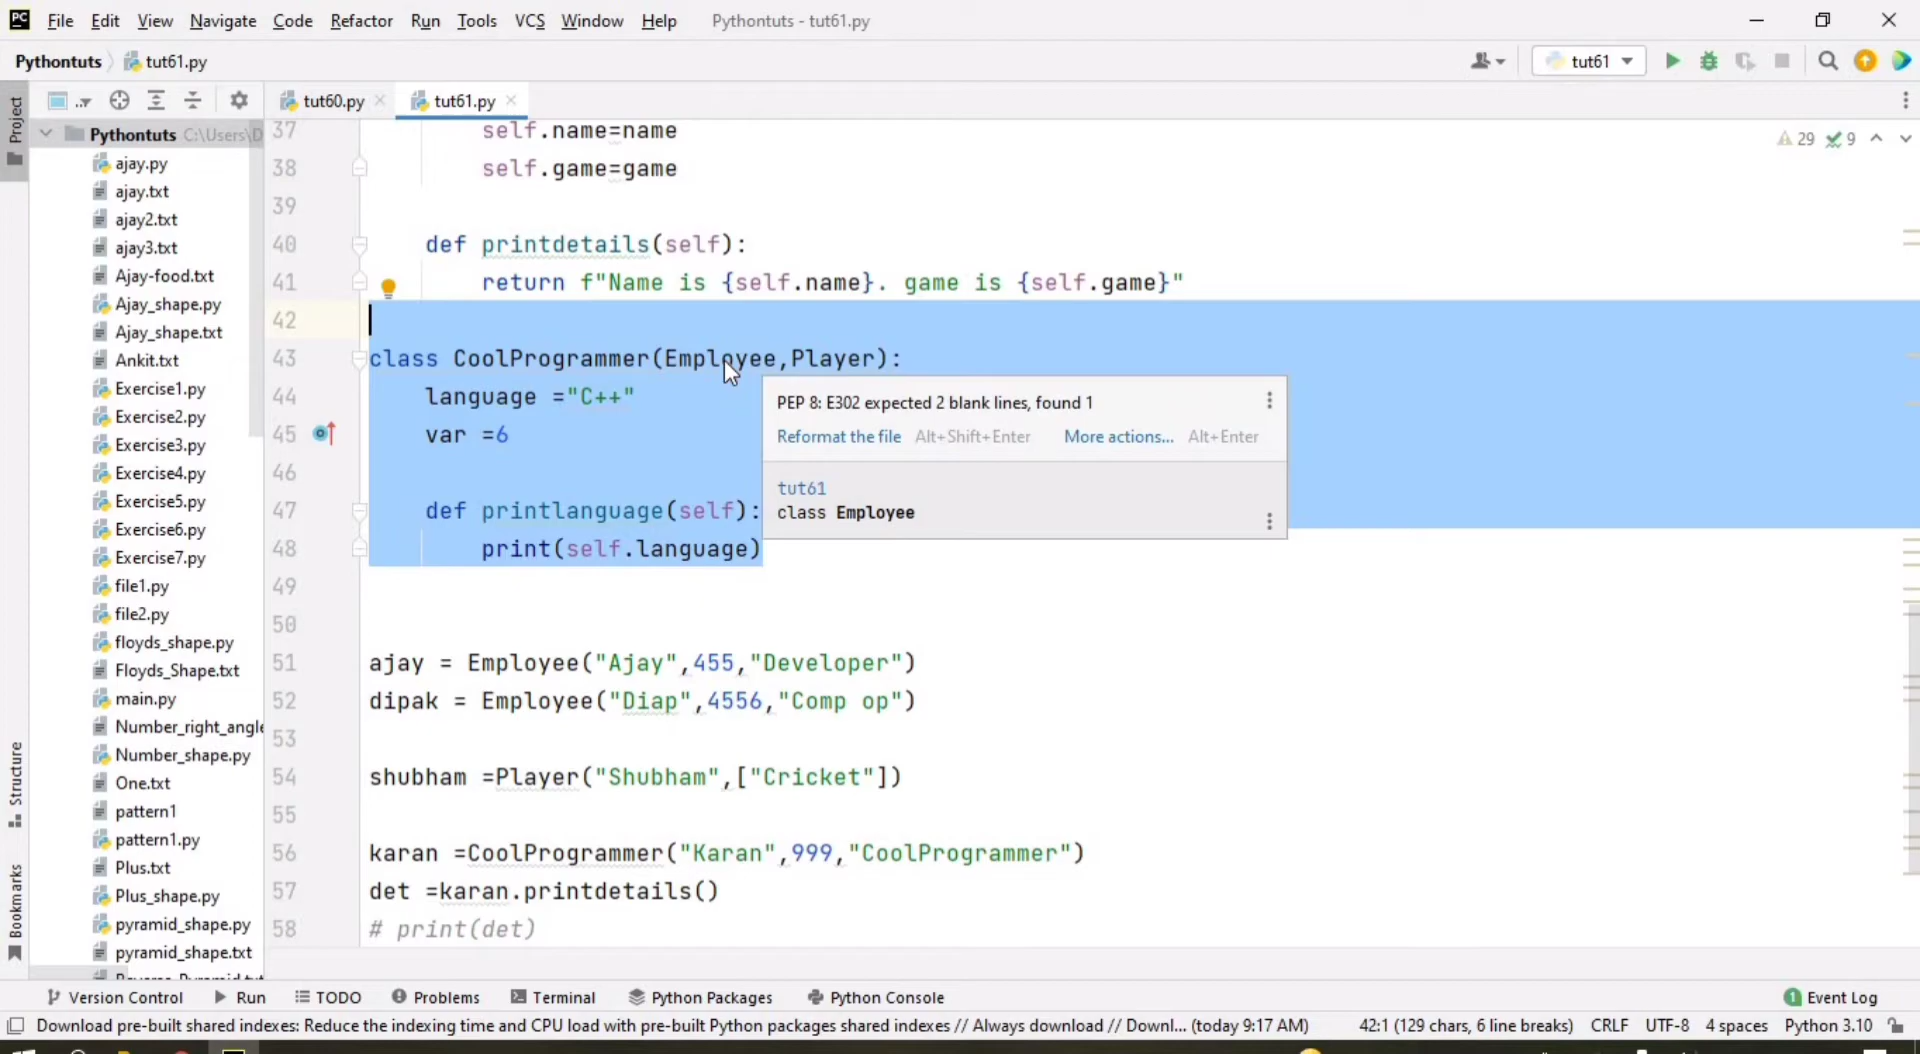 PC File Edit View Navigate Code Refactor Run Tools VCS Window Help Pythontuts - tut61.py
Pythontuts tut61.py tut61
tut60.py tut61.py
Project
Pythontuts C:\Users\D
ajay.py
ajay.txt
ajay2.txt
ajay3.txt
Ajay-food.txt
Ajay_shape.py
Ajay_shape.txt
Ankit.txt
Exercise1.py
Exercise2.py
Exercise3.py
Exercise4.py
Exercise5.py
Exercise6.py
Exercise7.py
file1.py
file2.py
floyds_shape.py
Floyds_Shape.txt
main.py
Number_right_angle
Number_shape.py
One.txt
pattern1
pattern1.py
Plus.txt
Plus_shape.py
pyramid_shape.py
pyramid_shape.txt
Structure
Bookmarks
29 9
37 self.name=name
38 self.game=game
39
40 def printdetails(self):
41 return f"Name is {self.name}. game is {self.game}"
42
43 class CoolProgrammer(Employee,Player):
44 language ="C++"
45 var =6
46
47 def printlanguage(self):
48 print(self.language)
49
50
51 ajay = Employee("Ajay",455,"Developer")
52 dipak = Employee("Diap",4556,"Comp op")
53
54 shubham =Player("Shubham",["Cricket"])
55
56 karan =CoolProgrammer("Karan",999,"CoolProgrammer")
57 det =karan.printdetails()
58 # print(det)
PEP 8: E302 expected 2 blank lines, found 1
Reformat the file Alt+Shift+Enter More actions... Alt+Enter
tut61
class Employee
Version Control Run TODO Problems Terminal Python Packages Python Console 1 Event Log
Download pre-built shared indexes: Reduce the indexing time and CPU load with pre-built Python packages shared indexes // Always download // Downl... (today 9:17 AM) 42:1 (129 chars, 6 line breaks) CRLF UTF-8 4 spaces Python 3.10